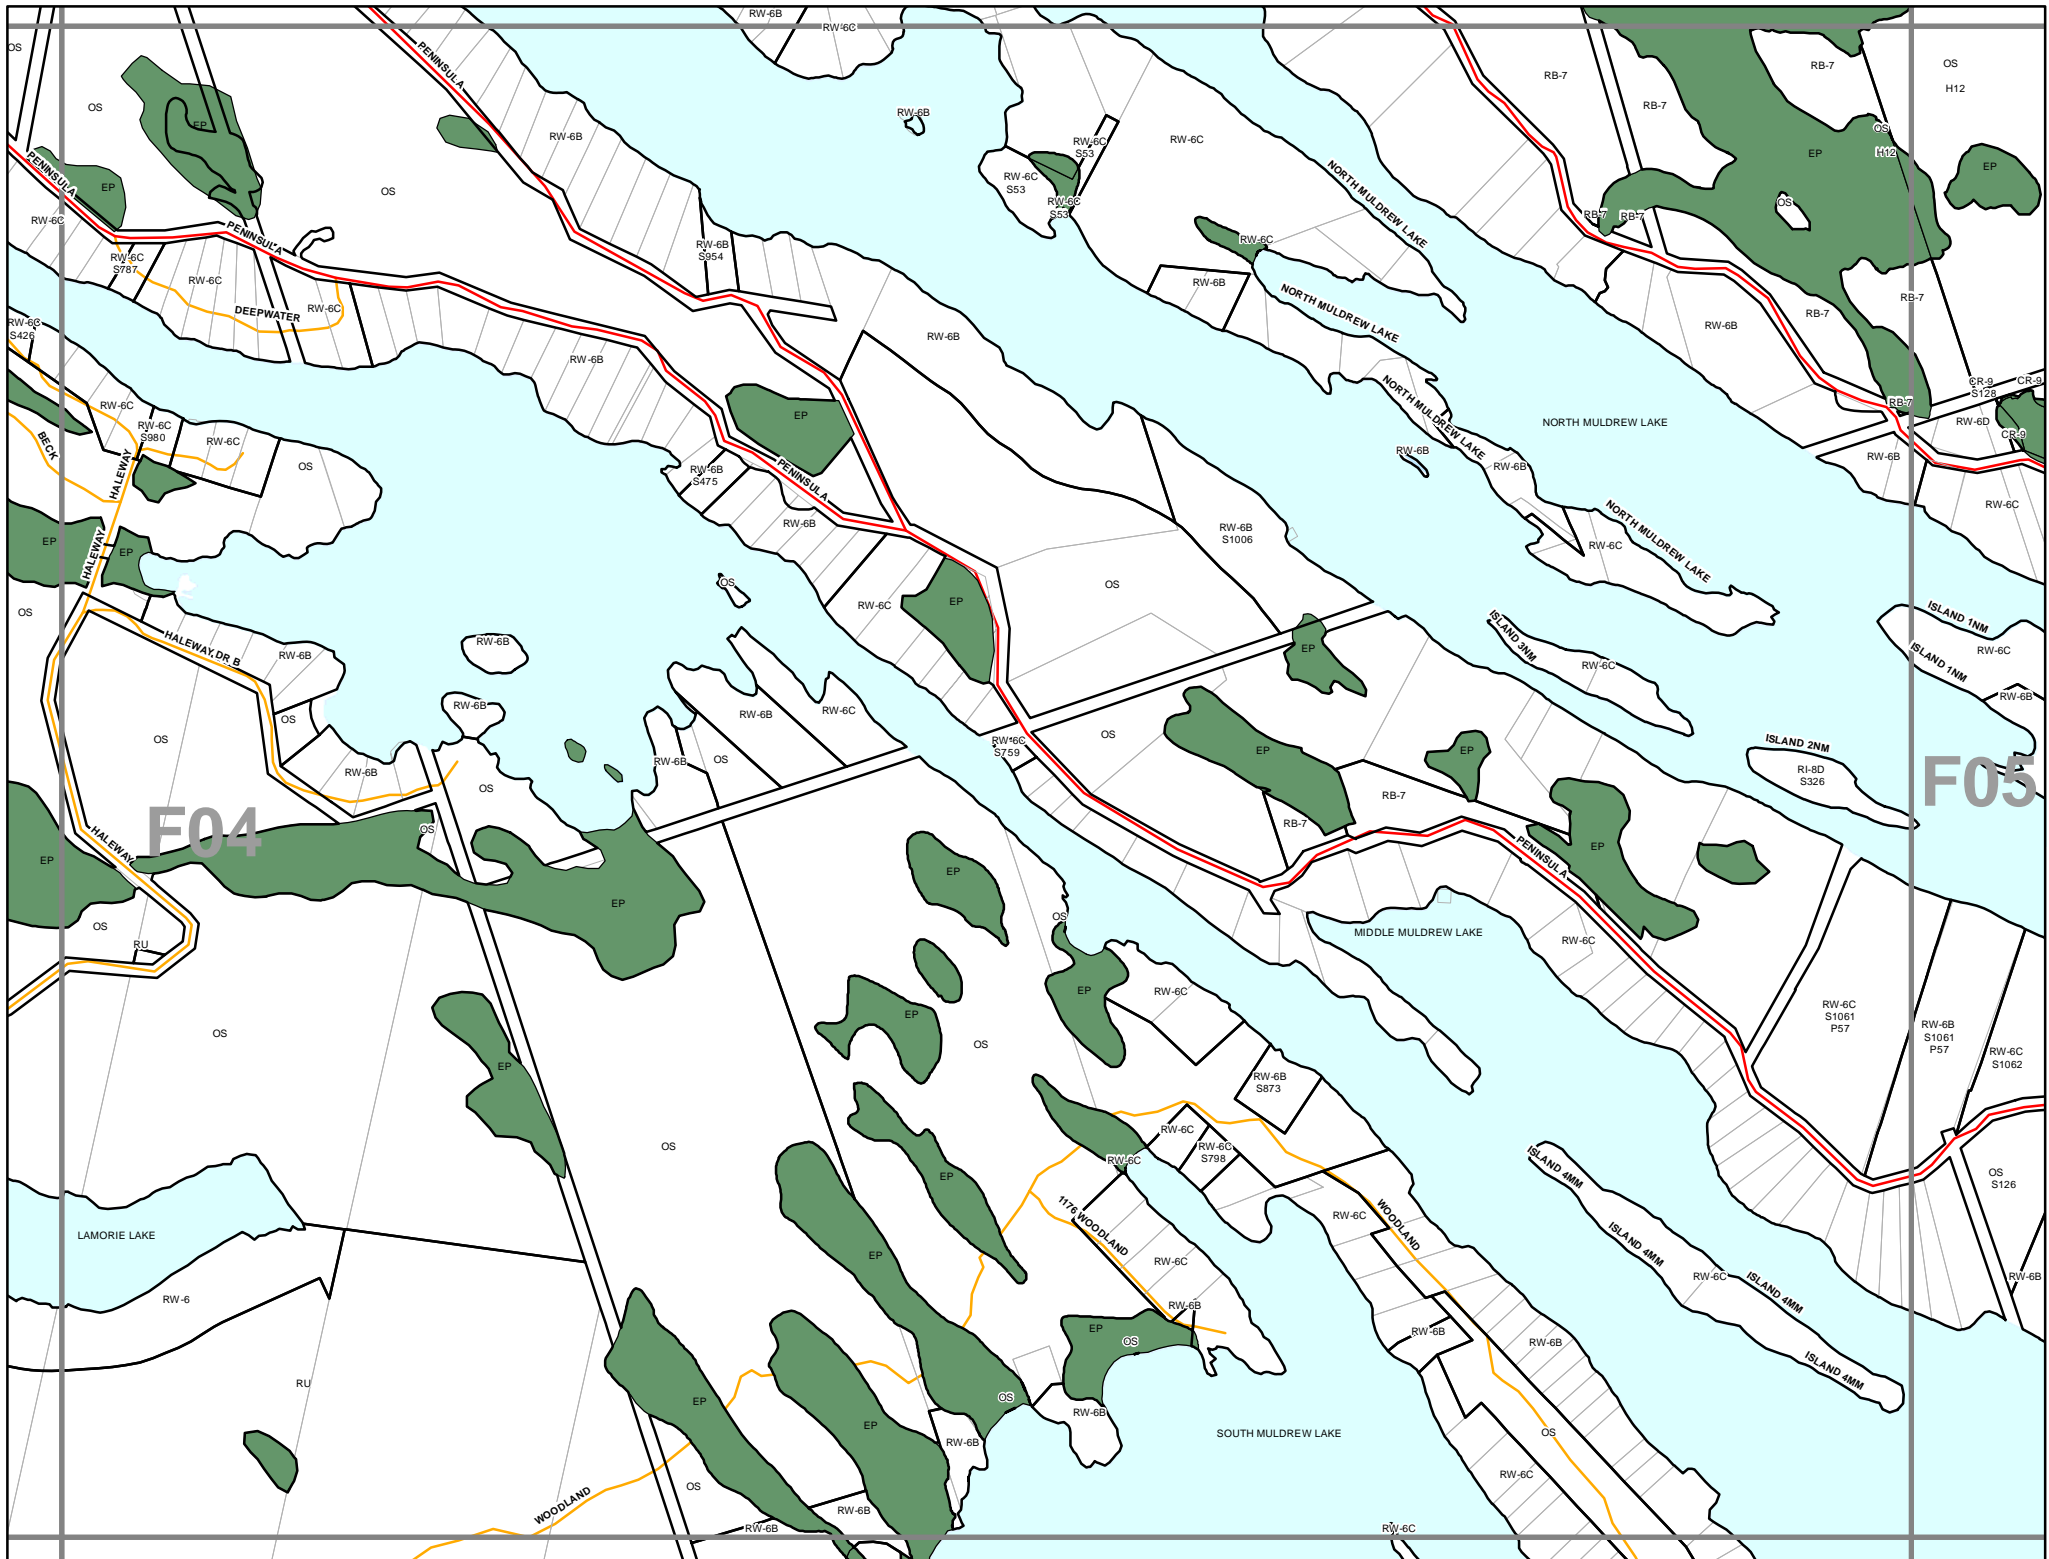 RW-6B
RW-6C
OS
PENINSULA
RB-7
RB-7
RB-7
OS
H12
OS
EP
RW-6B
RW-6B
RW-6C
S53
RW-6C
OS
H12
EP
EP
PENINSULA
EP
OS
RW-6C
S53
RW-6C
S53
NORTH MULDREW LAKE
OS
RB-7
RB-7
RW-6C
PENINSULA
RW-6B
S954
RW-6C
RW-6C
S787
RW-6C
RW-6C
DEEPWATER
RW-6B
NORTH MULDREW LAKE
RB-7
RB-7
RW-6B
RW-6C
S426
RW-6B
RW-6B
NORTH MULDREW LAKE
CR-9
S128
CR-9
RB-7
RW-6C
RW-6C
S980
RW-6C
BECK
HALEWAY
OS
EP
NORTH MULDREW LAKE
RW-6D
CR-9
RW-6B
RW-6B
RW-6B
RW-6C
RW-6B
S475
PENINSULA
RW-6B
RW-6B
S1006
NORTH MULDREW LAKE
RW-6C
EP
EP
HALEWAY
OS
OS
RW-6C
EP
OS
ISLAND 1NM
ISLAND 3NM
RW-6C
ISLAND 1NM
RW-6C
RW-6B
HALEWAY DR B
RW-6B
RW-6B
EP
RW-6B
OS
RW-6B
RW-6C
OS
OS
RW-6B
RW-6B
OS
OS
RW-6C
S759
EP
EP
ISLAND 2NM
RI-8D
S326
F05
RB-7
RB-7
F04
HALEWAY
EP
OS
EP
PENINSULA
EP
EP
OS
RU
OS
MIDDLE MULDREW LAKE
RW-6C
OS
EP
EP
EP
OS
RW-6C
RW-6C
S1061
P57
RW-6B
S1061
P57
RW-6C
S1062
RW-6B
S873
OS
RW-6C
RW-6C
S798
RW-6C
EP
ISLAND 4MM
OS
S126
LAMORIE LAKE
1176 WOODLAND
RW-6C
WOODLAND
EP
RW-6C
ISLAND 4MM
RW-6C
ISLAND 4MM
RW-6B
RW-6
RW-6B
EP
OS
RW-6B
RW-6B
ISLAND 4MM
RU
EP
EP
OS
RW-6B
RW-6B
SOUTH MULDREW LAKE
OS
RW-6C
OS
WOODLAND
RW-6B
RW-6B
RW-6C